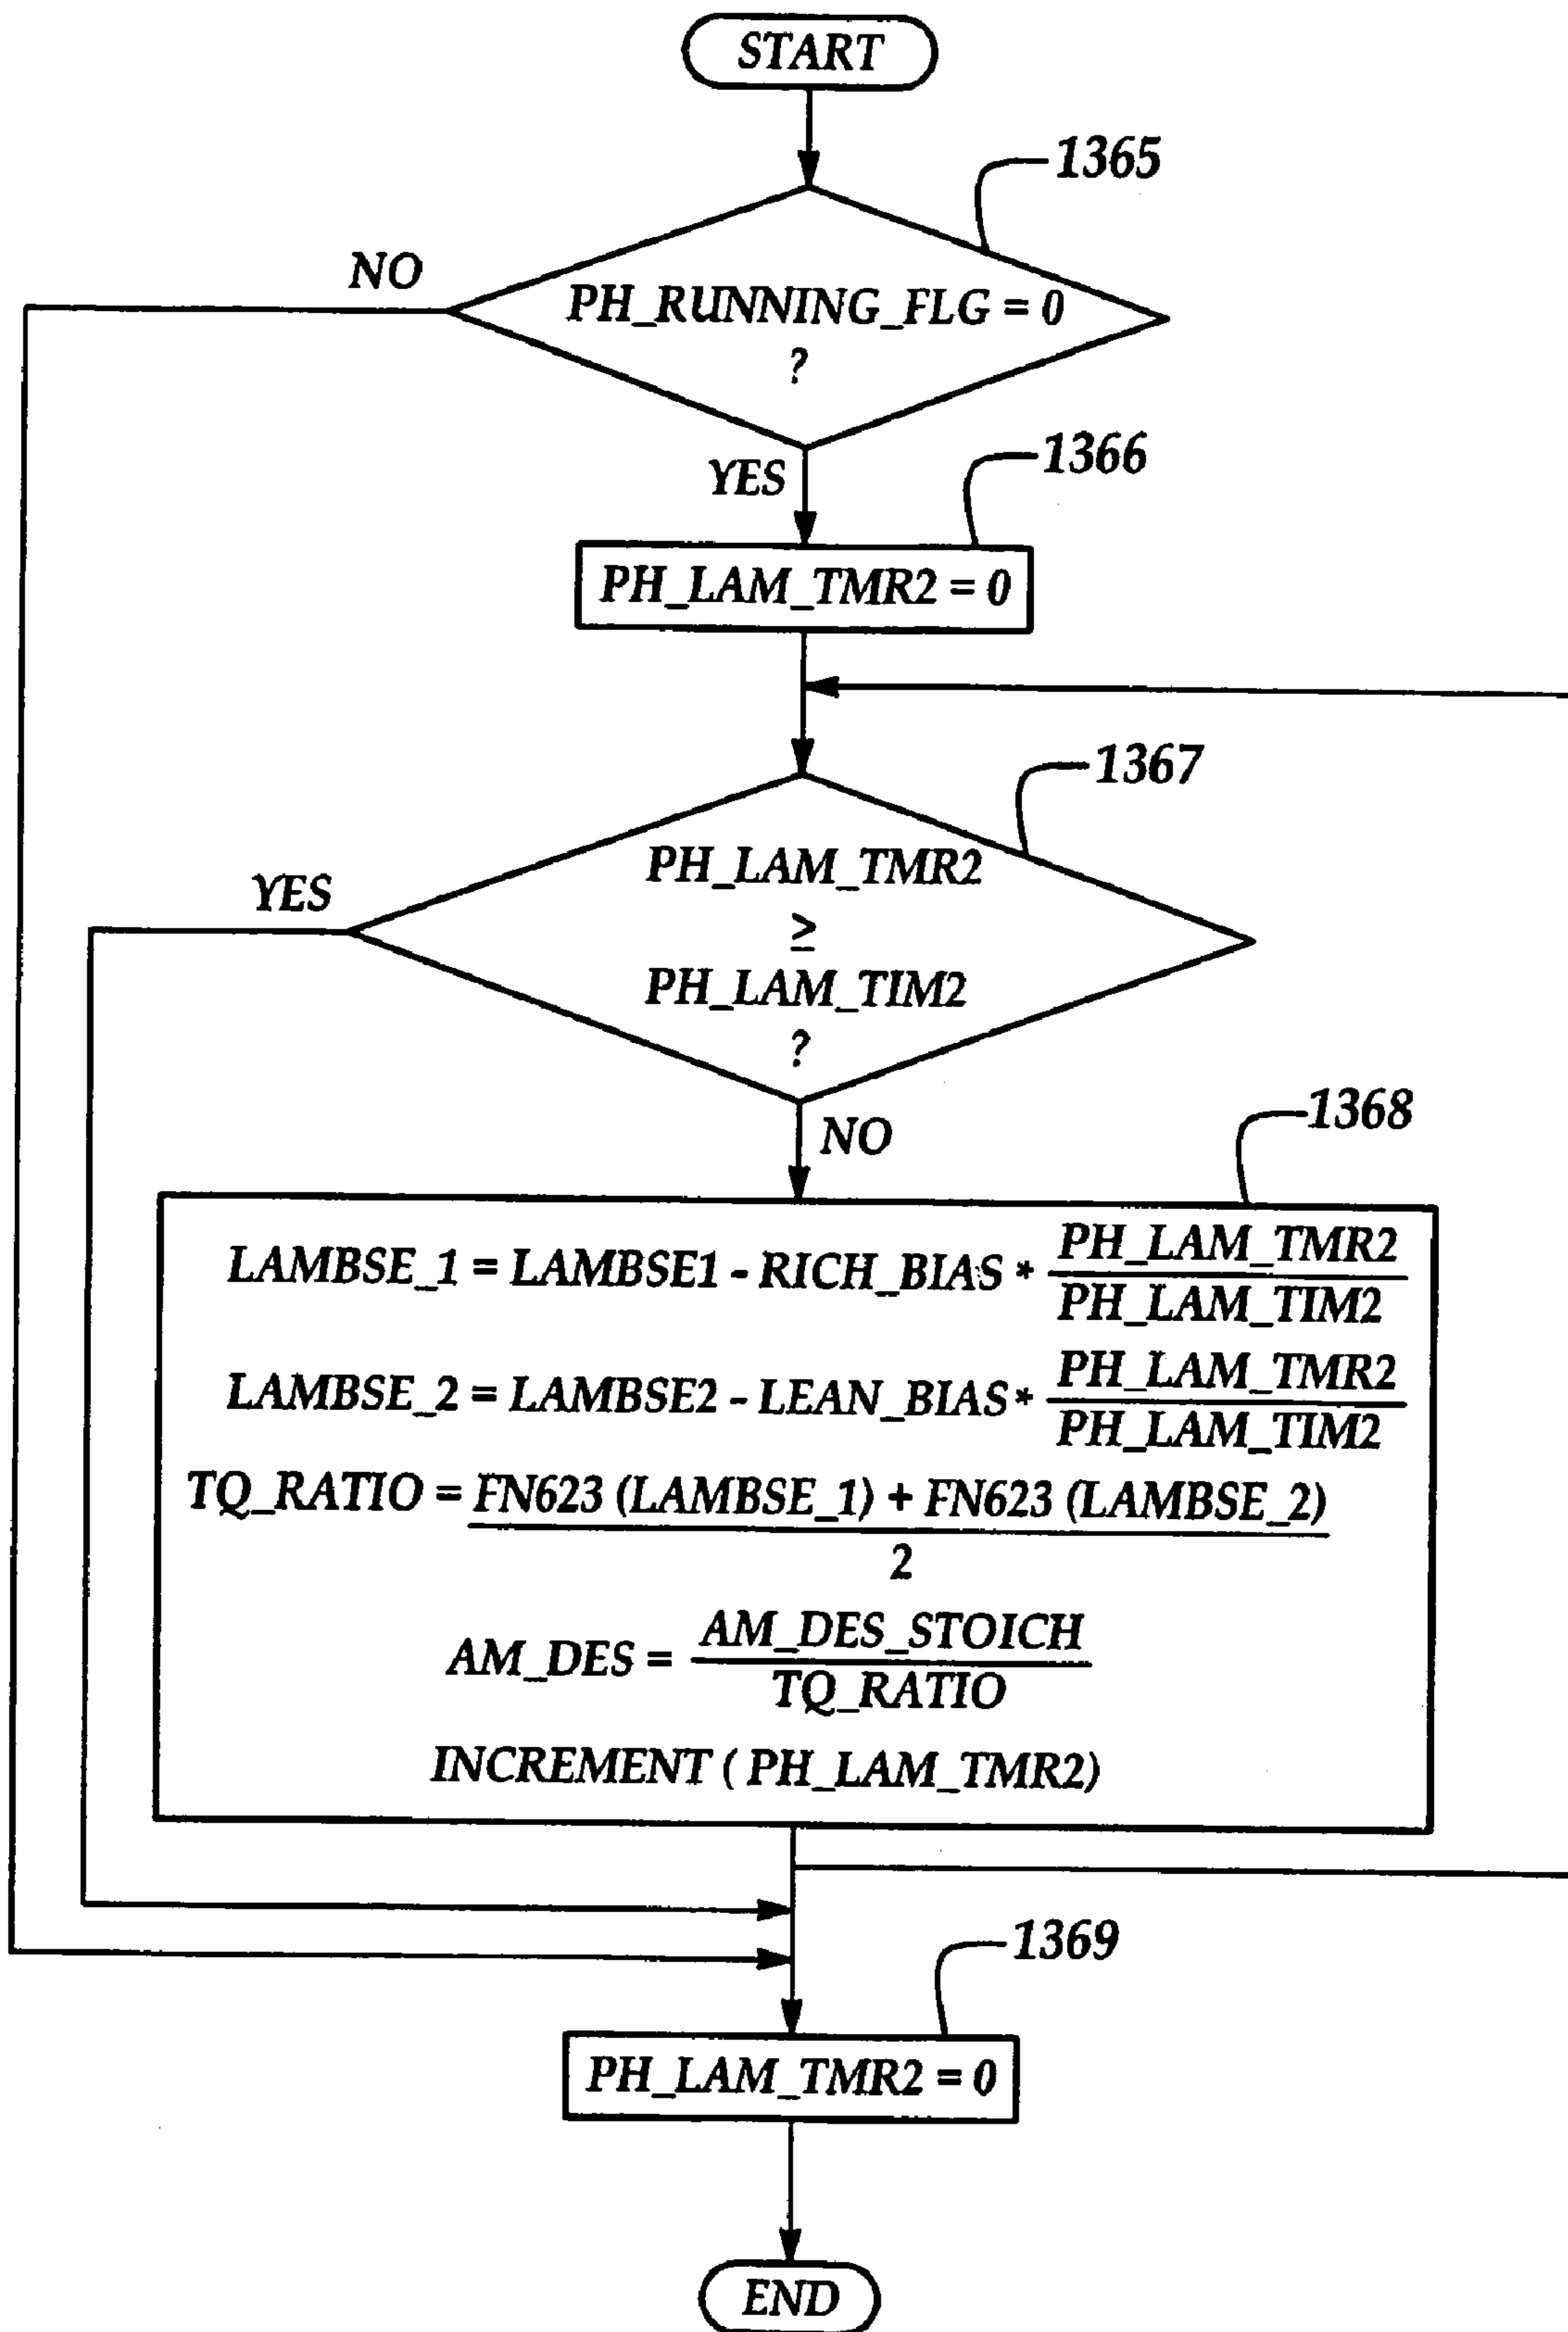 START
1365
NO
PH_RUNNING_FLG = 0
?
YES
1366
PH_LAM_TMR2 = 0
1367
YES
PH_LAM_TMR2
≥
PH_LAM_TIM2
?
NO
1368
LAMBSE_1 = LAMBSE1 - RICH_BIAS * PH_LAM_TMR2
PH_LAM_TIM2
LAMBSE_2 = LAMBSE2 - LEAN_BIAS * PH_LAM_TMR2
PH_LAM_TIM2
TQ_RATIO = FN623 (LAMBSE_1) + FN623 (LAMBSE_2)
2
AM_DES = AM_DES_STOICH
TQ_RATIO
INCREMENT ( PH_LAM_TMR2)
1369
PH_LAM_TMR2 = 0
END